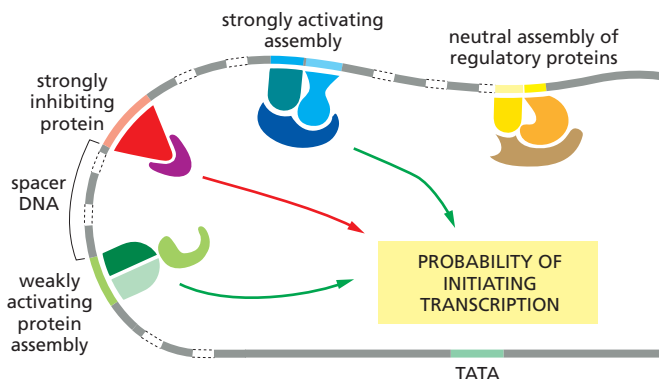 strongly activating
assembly
neutral assembly of
regulatory proteins
strongly
inhibiting
protein
spacer
DNA
weakly
activating
protein
assembly
PROBABILITY OF
INITIATING
TRANSCRIPTION
TATA